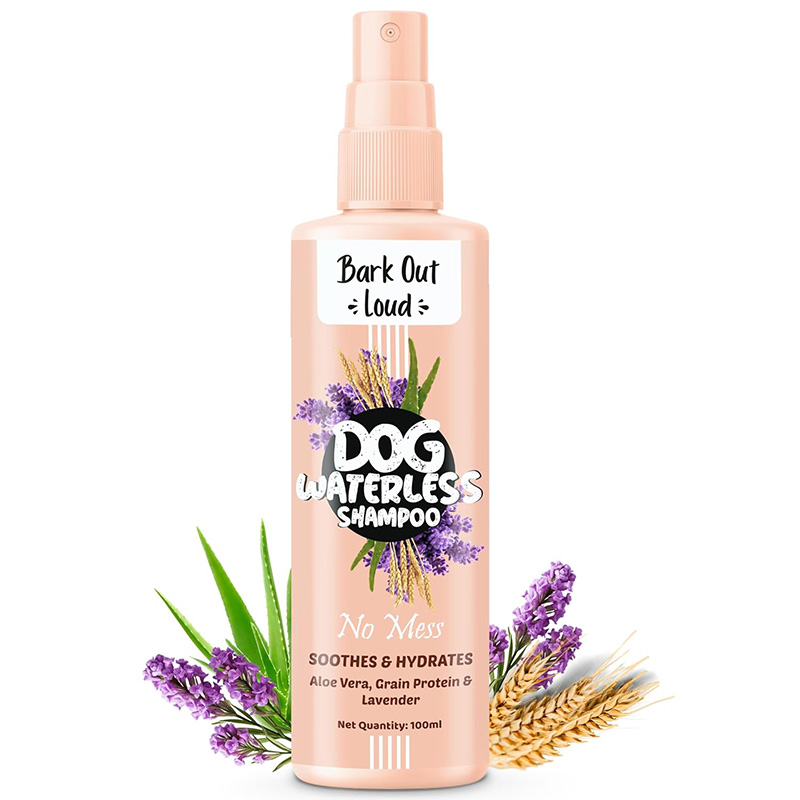 Bark Out
Loud
DOG
WATERLESS
SHAMPOO
No Mess
SOOTHES & HYDRATES
Aloe Vera, Grain Protein &
Lavender
Net Quantity: 100ml